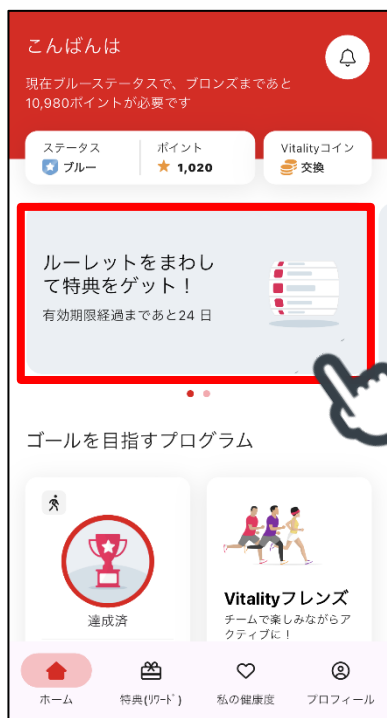 こんばんは
現在ブルーステータスで、ブロンズまであと
10,980ポイントが必要です
ステータス
ブルー
ポイント
1,020
Vitalityコイン
交換
ルーレットをまわし
て特典をゲット！
有効期限経過まであと24 日
ゴールを目指すプログラム
達成済
Vitalityフレンズ
チームで楽しみながらア
クティブに！
ホーム
特典(ﾘﾜｰﾄﾞ)
私の健康度
プロフィール